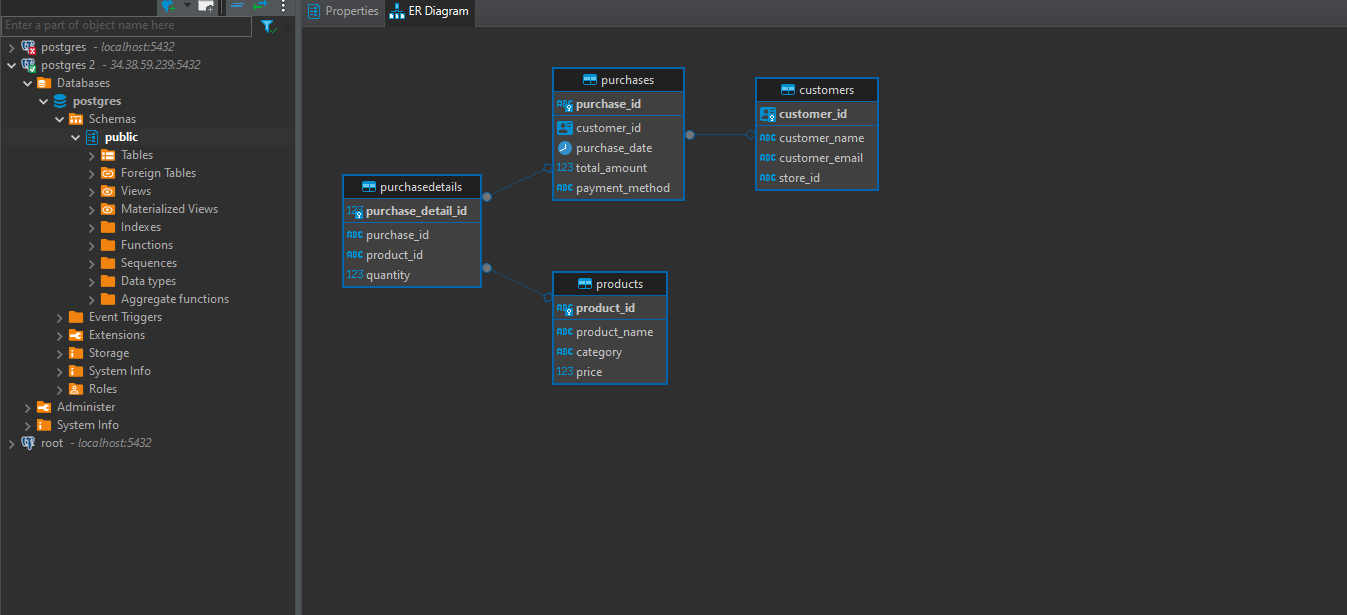 Enter a part of object name here
postgres - localhost:5432
postgres 2 - 34.38.59.239:5432
Databases
postgres
Schemas
public
Tables
Foreign Tables
Views
Materialized Views
Indexes
Functions
Sequences
Data types
Aggregate functions
Event Triggers
Extensions
Storage
System Info
Roles
Administer
System Info
root - localhost:5432
Properties
ER Diagram
purchases
ABC purchase_id
customer_id
purchase_date
123 total_amount
ABC payment_method
customers
customer_id
ABC customer_name
ABC customer_email
ABC store_id
purchasedetails
123 purchase_detail_id
ABC purchase_id
ABC product_id
123 quantity
products
ABC product_id
ABC product_name
ABC category
123 price